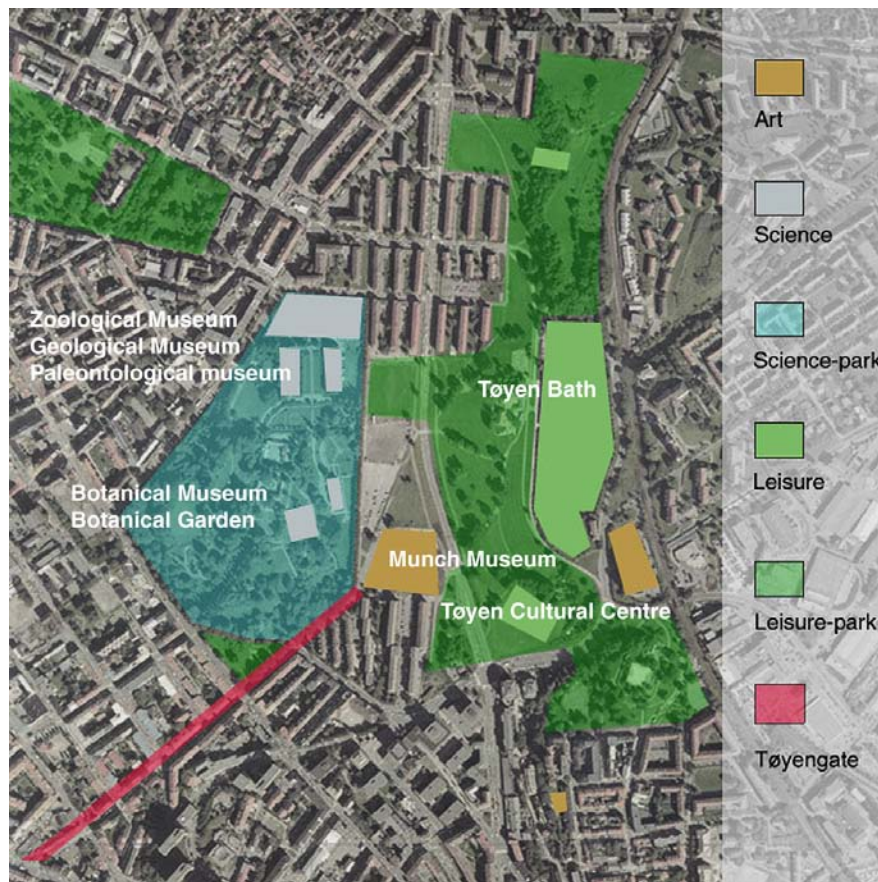 Zoological Museum
Geological Museum
Paleontological museum
Tøyen Bath
Botanical Museum
Botanical Garden
Munch Museum
Tøyen Cultural Centre
Art
Science
Science-park
Leisure
Leisure-park
Tøyengate